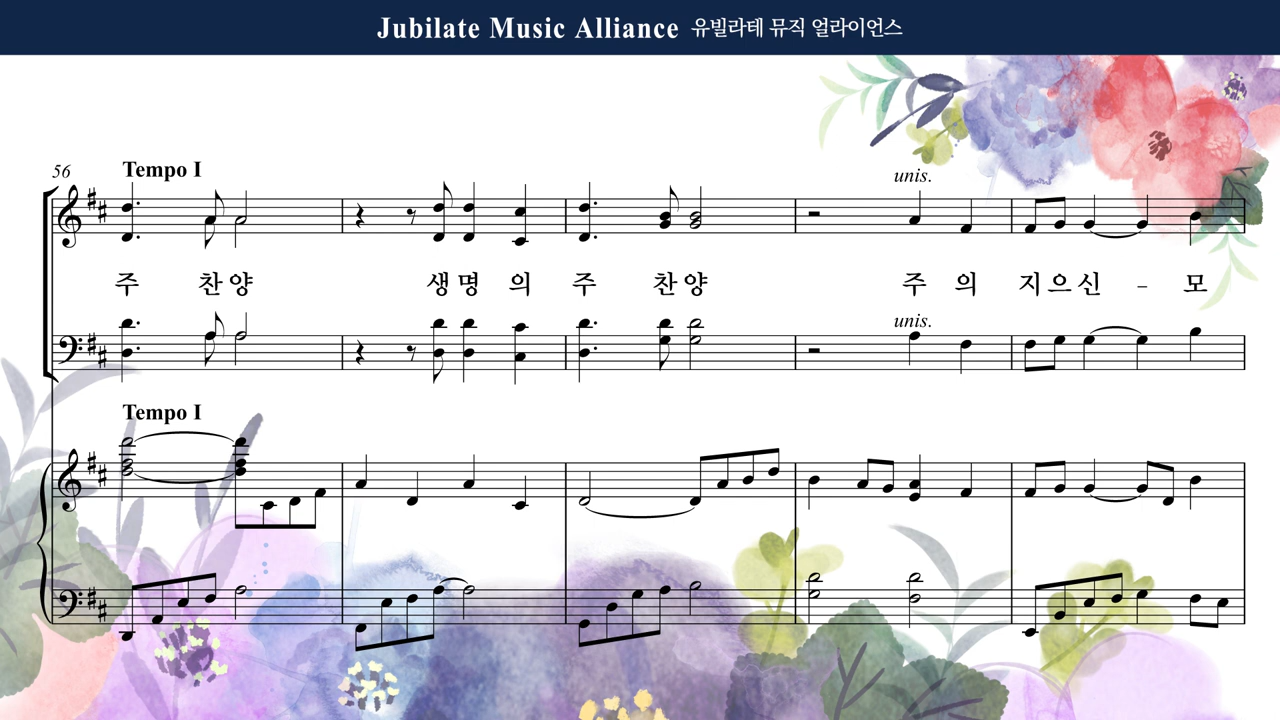 Jubilate Music Alliance 유빌라테 뮤직 얼라이언스
56
Tempo I
unis.
주 찬양 생명 의 주 찬양 주 의 지으신 - 모
unis.
Tempo I